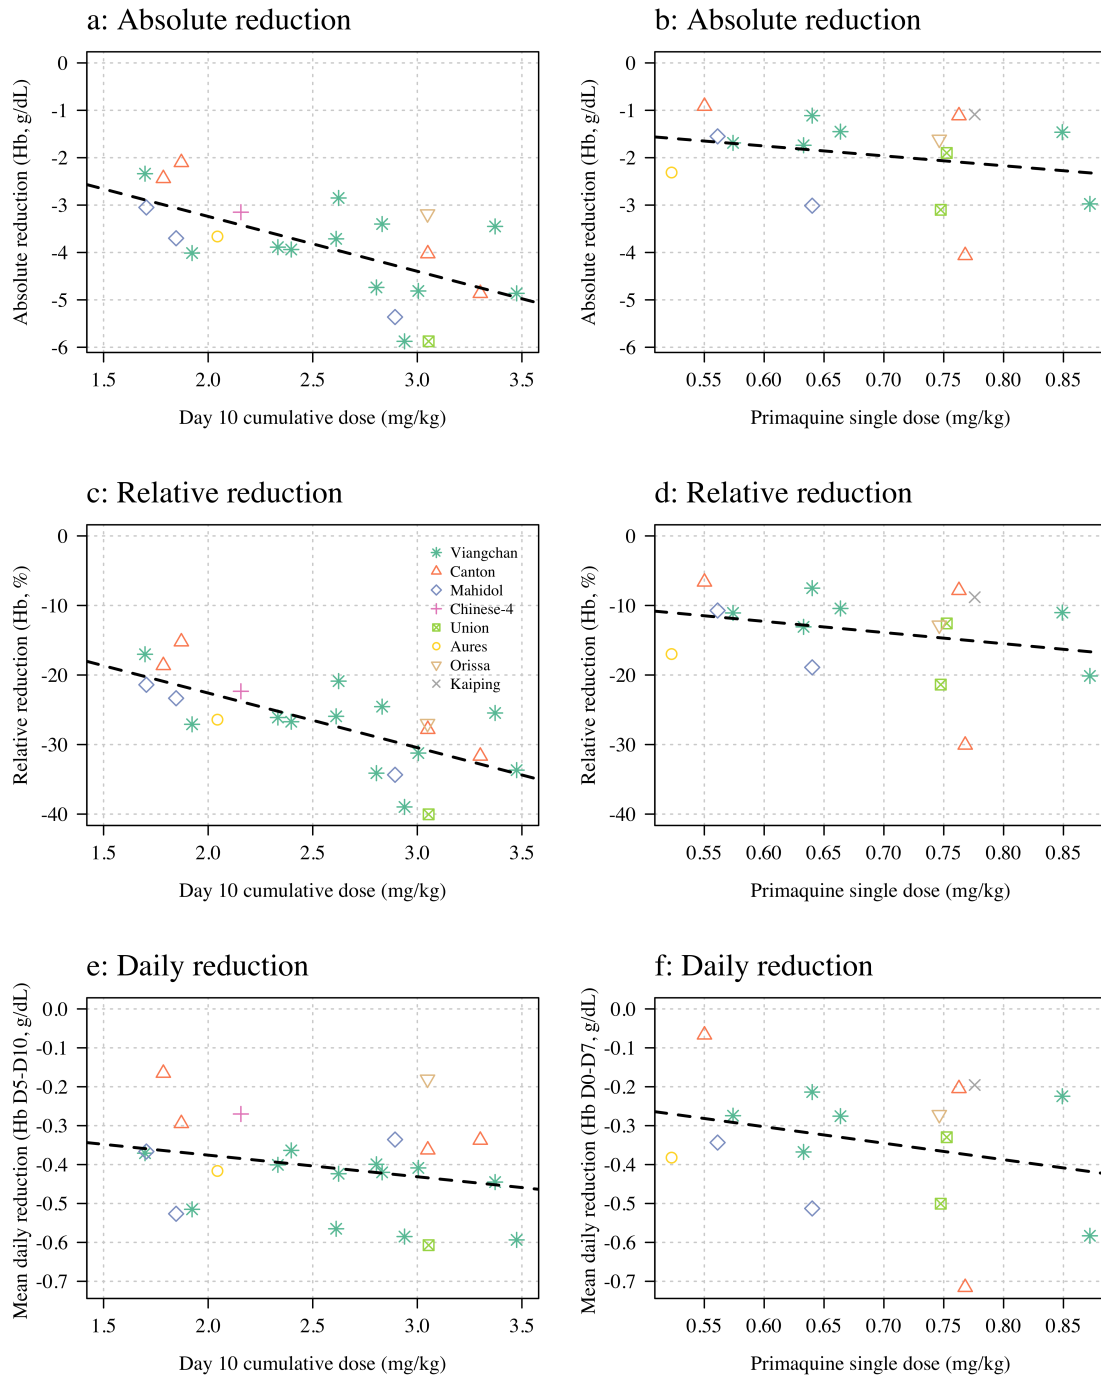 a: Absolute reduction
b: Absolute reduction
Absolute reduction (Hb, g/dL)
0
-1
-2
-3
-4
-5
-6
1.5 2.0 2.5 3.0 3.5
Day 10 cumulative dose (mg/kg)
Absolute reduction (Hb, g/dL)
0
-1
-2
-3
-4
-5
-6
0.55 0.60 0.65 0.70 0.75 0.80 0.85
Primaquine single dose (mg/kg)
c: Relative reduction
d: Relative reduction
Relative reduction (Hb, %)
0
-10
-20
-30
-40
Viangchan
Canton
Mahidol
Chinese-4
Union
Aures
Orissa
Kaiping
1.5 2.0 2.5 3.0 3.5
Day 10 cumulative dose (mg/kg)
Relative reduction (Hb, %)
0
-10
-20
-30
-40
0.55 0.60 0.65 0.70 0.75 0.80 0.85
Primaquine single dose (mg/kg)
e: Daily reduction
f: Daily reduction
Mean daily reduction (Hb D5-D10, g/dL)
0.0
-0.1
-0.2
-0.3
-0.4
-0.5
-0.6
-0.7
1.5 2.0 2.5 3.0 3.5
Day 10 cumulative dose (mg/kg)
Mean daily reduction (Hb D0-D7, g/dL)
0.0
-0.1
-0.2
-0.3
-0.4
-0.5
-0.6
-0.7
0.55 0.60 0.65 0.70 0.75 0.80 0.85
Primaquine single dose (mg/kg)